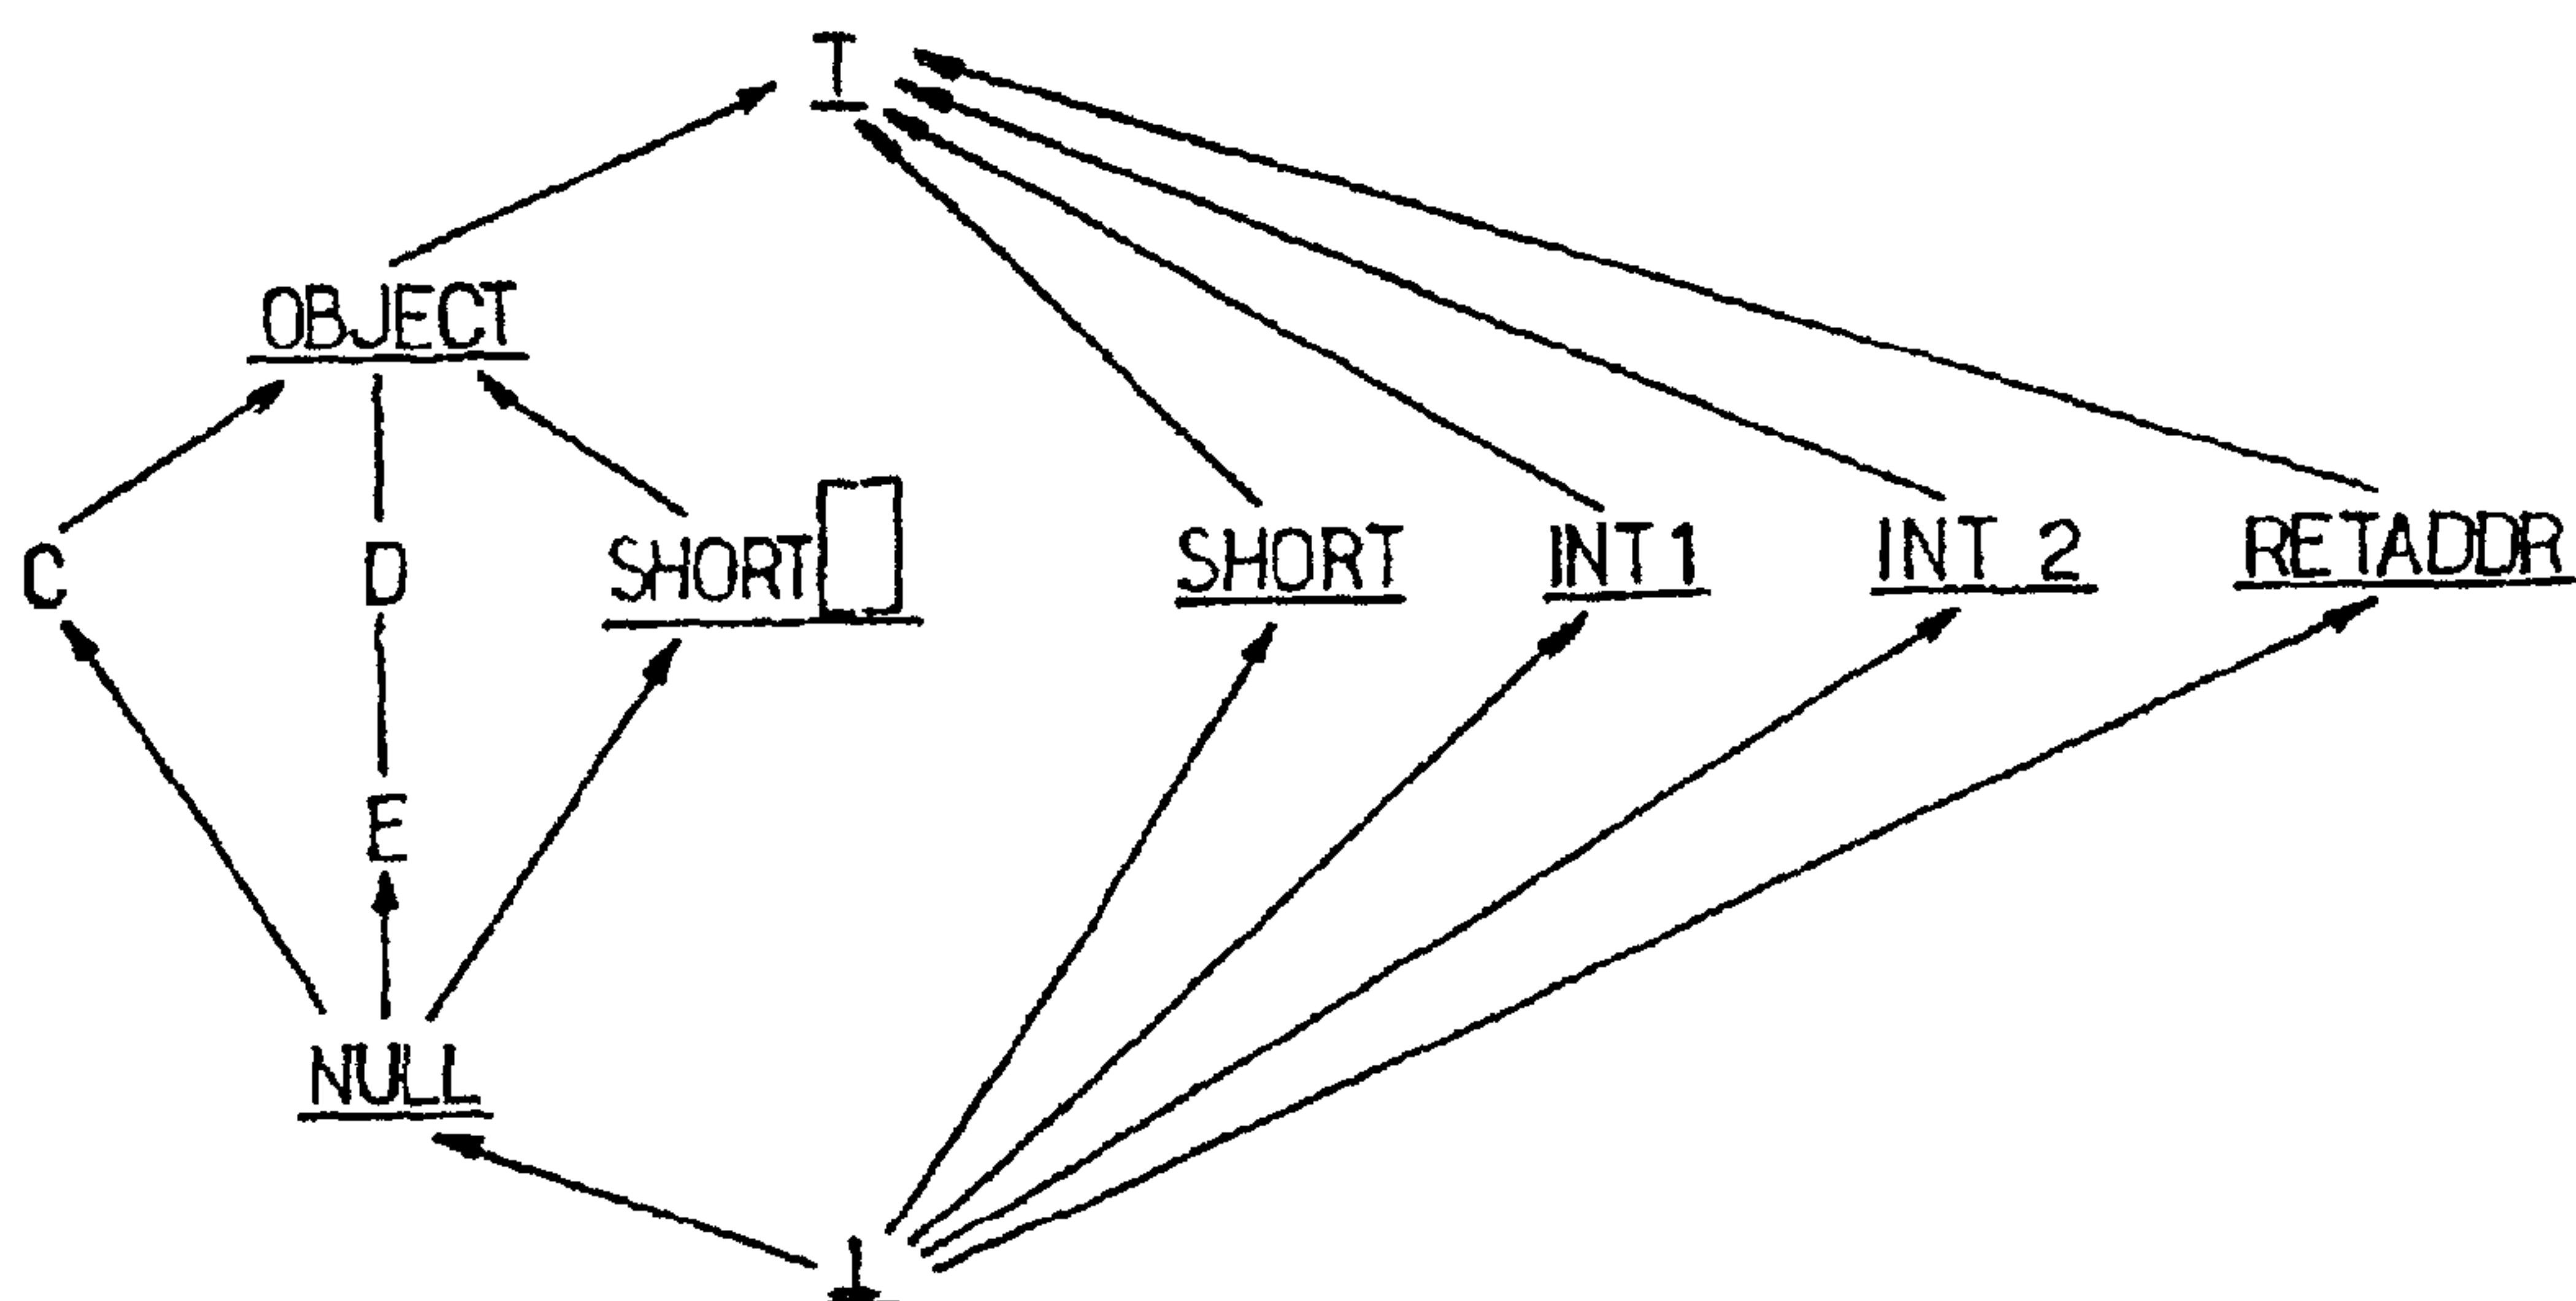 T
OBJECT
C D SHORT[] SHORT INT1 INT 2 RETADDR
E
NULL
⊥